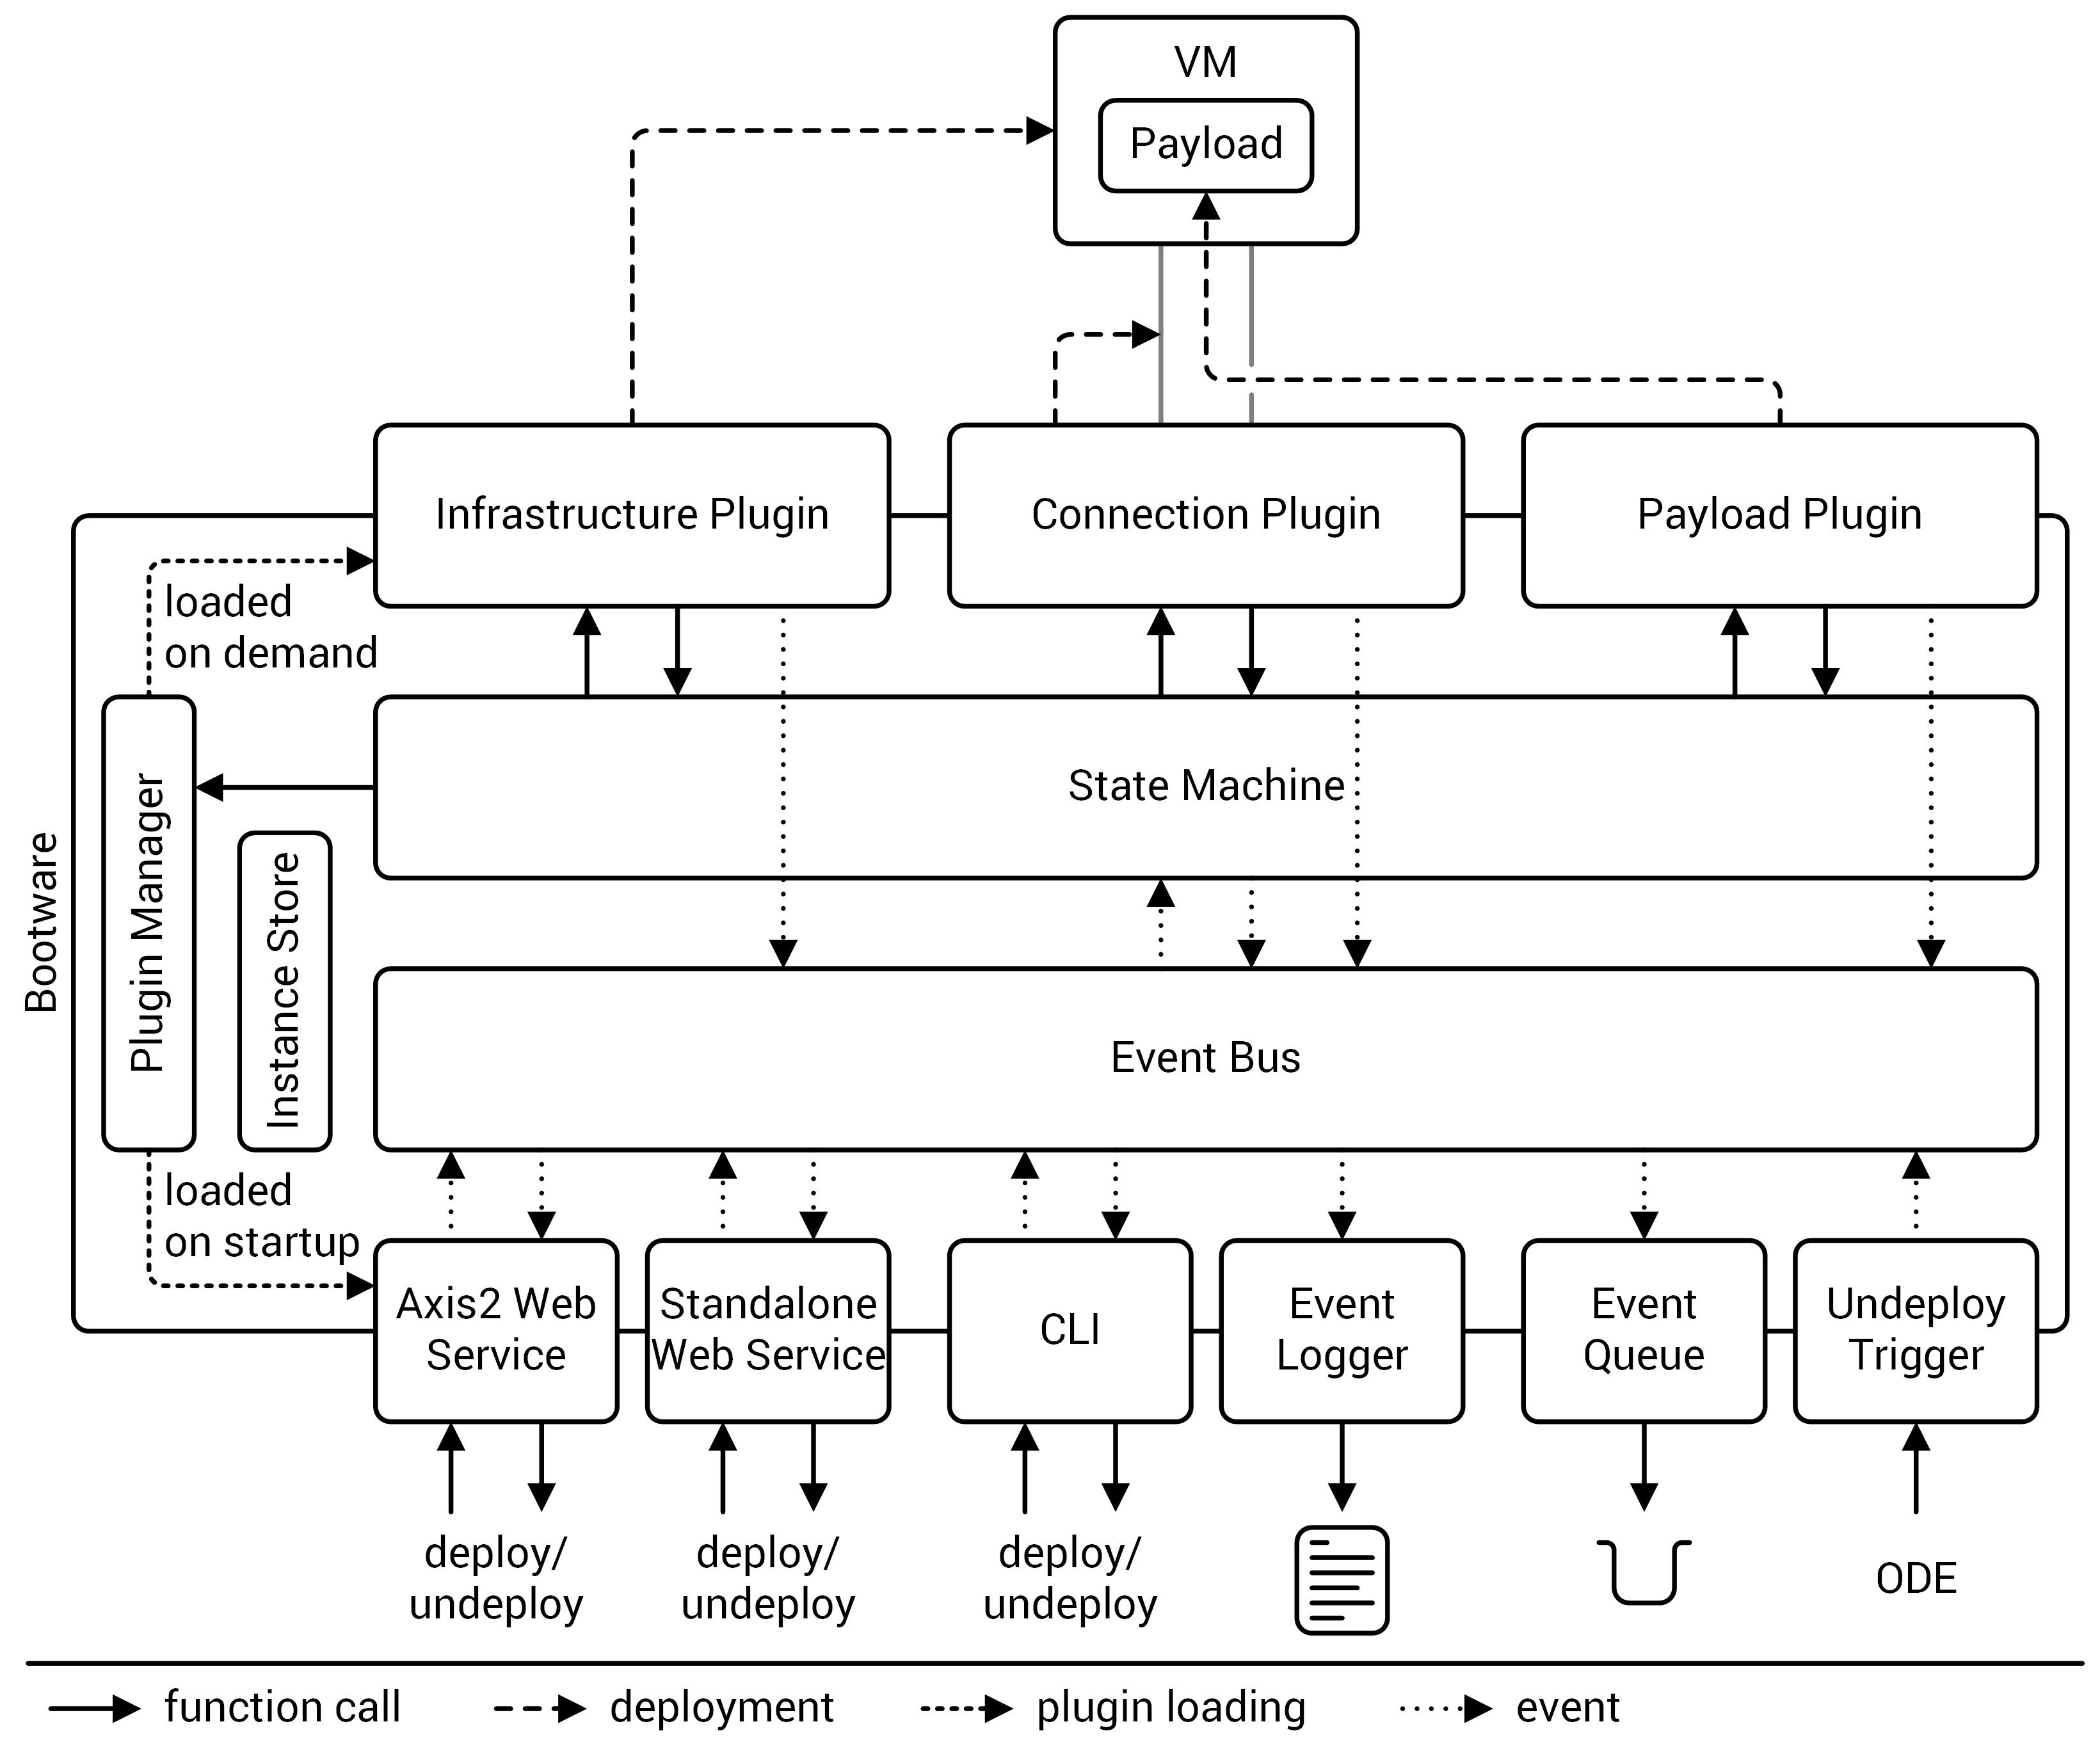 VM
Payload
Infrastructure Plugin
Connection Plugin
Payload Plugin
loaded
on demand
State Machine
Bootware
Plugin Manager
Instance Store
Event Bus
loaded
on startup
Axis2 Web
Service
Standalone
Web Service
CLI
Event
Logger
Event
Queue
Undeploy
Trigger
deploy/
undeploy
deploy/
undeploy
deploy/
undeploy
ODE
function call
deployment
plugin loading
event